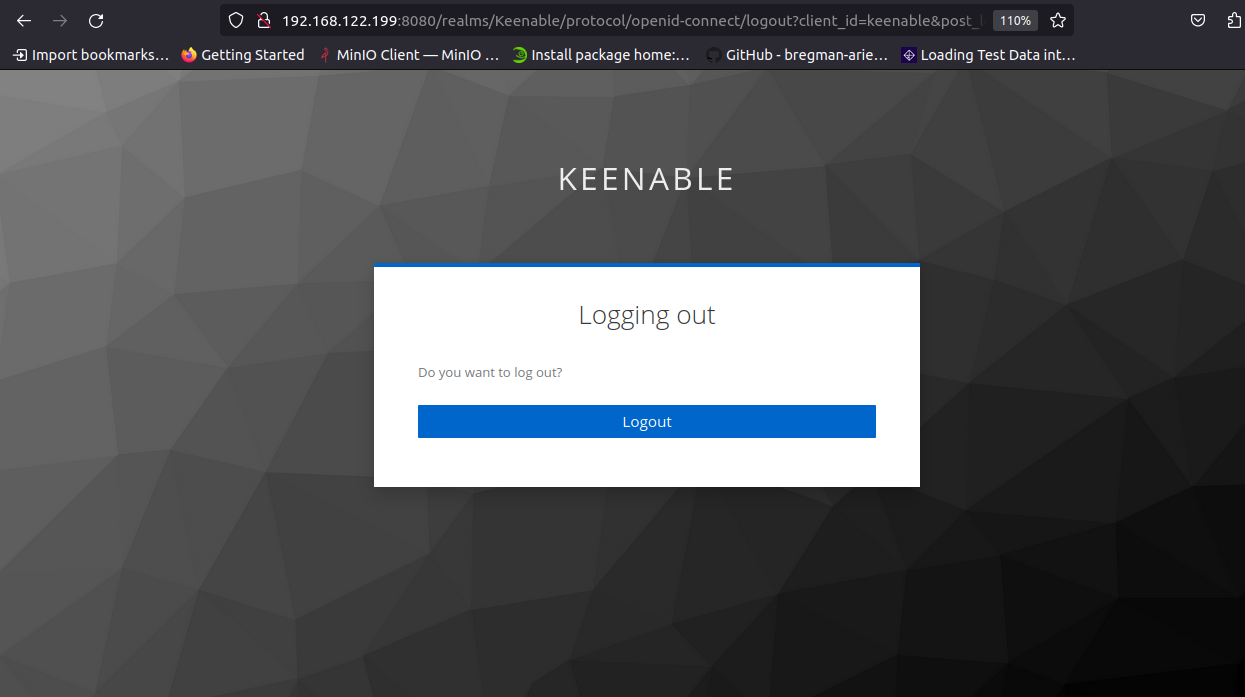 192.168.122.199:8080/realms/Keenable/protocol/openid-connect/logout?client_id=keenable&post_ 110%
Import bookmarks... Getting Started MinIO Client — MinIO ... Install package home:... GitHub - bregman-arie... Loading Test Data int...
KEENABLE
Logging out
Do you want to log out?
Logout